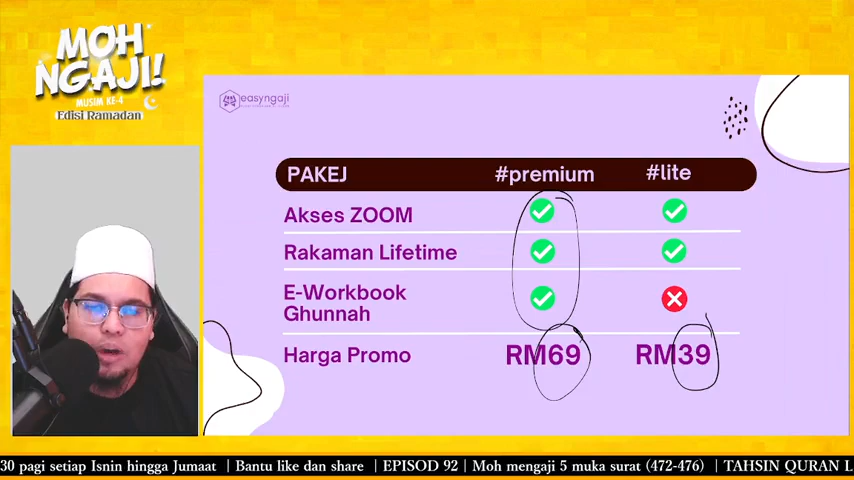 MOH
NGAJI!
MUSIM KE-4
Edisi Ramadan
easyngaji
PAKEJ #premium #lite
Akses ZOOM
Rakaman Lifetime
E-Workbook
Ghunnah
Harga Promo RM69 RM39
30 pagi setiap Isnin hingga Jumaat | Bantu like dan share | EPISOD 92 | Moh mengaji 5 muka surat (472-476) | TAHSIN QURAN L